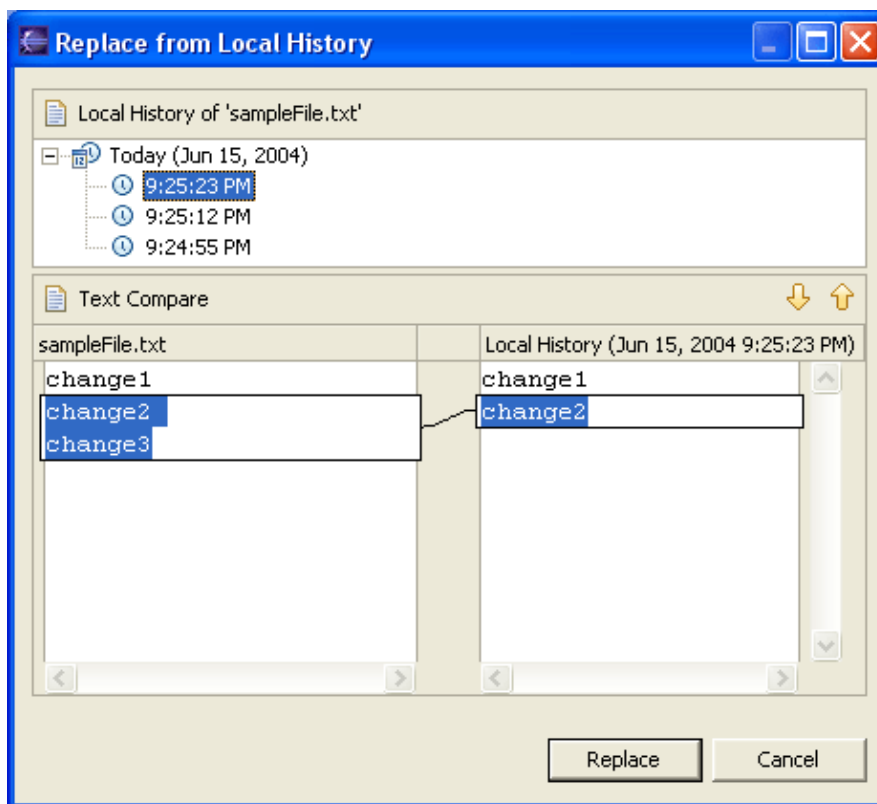 Replace from Local History
Local History of 'sampleFile.txt'
Today (Jun 15, 2004)
9:25:23 PM
9:25:12 PM
9:24:55 PM
Text Compare
sampleFile.txt
Local History (Jun 15, 2004 9:25:23 PM)
change1
change2
change3
change1
change2
Replace
Cancel